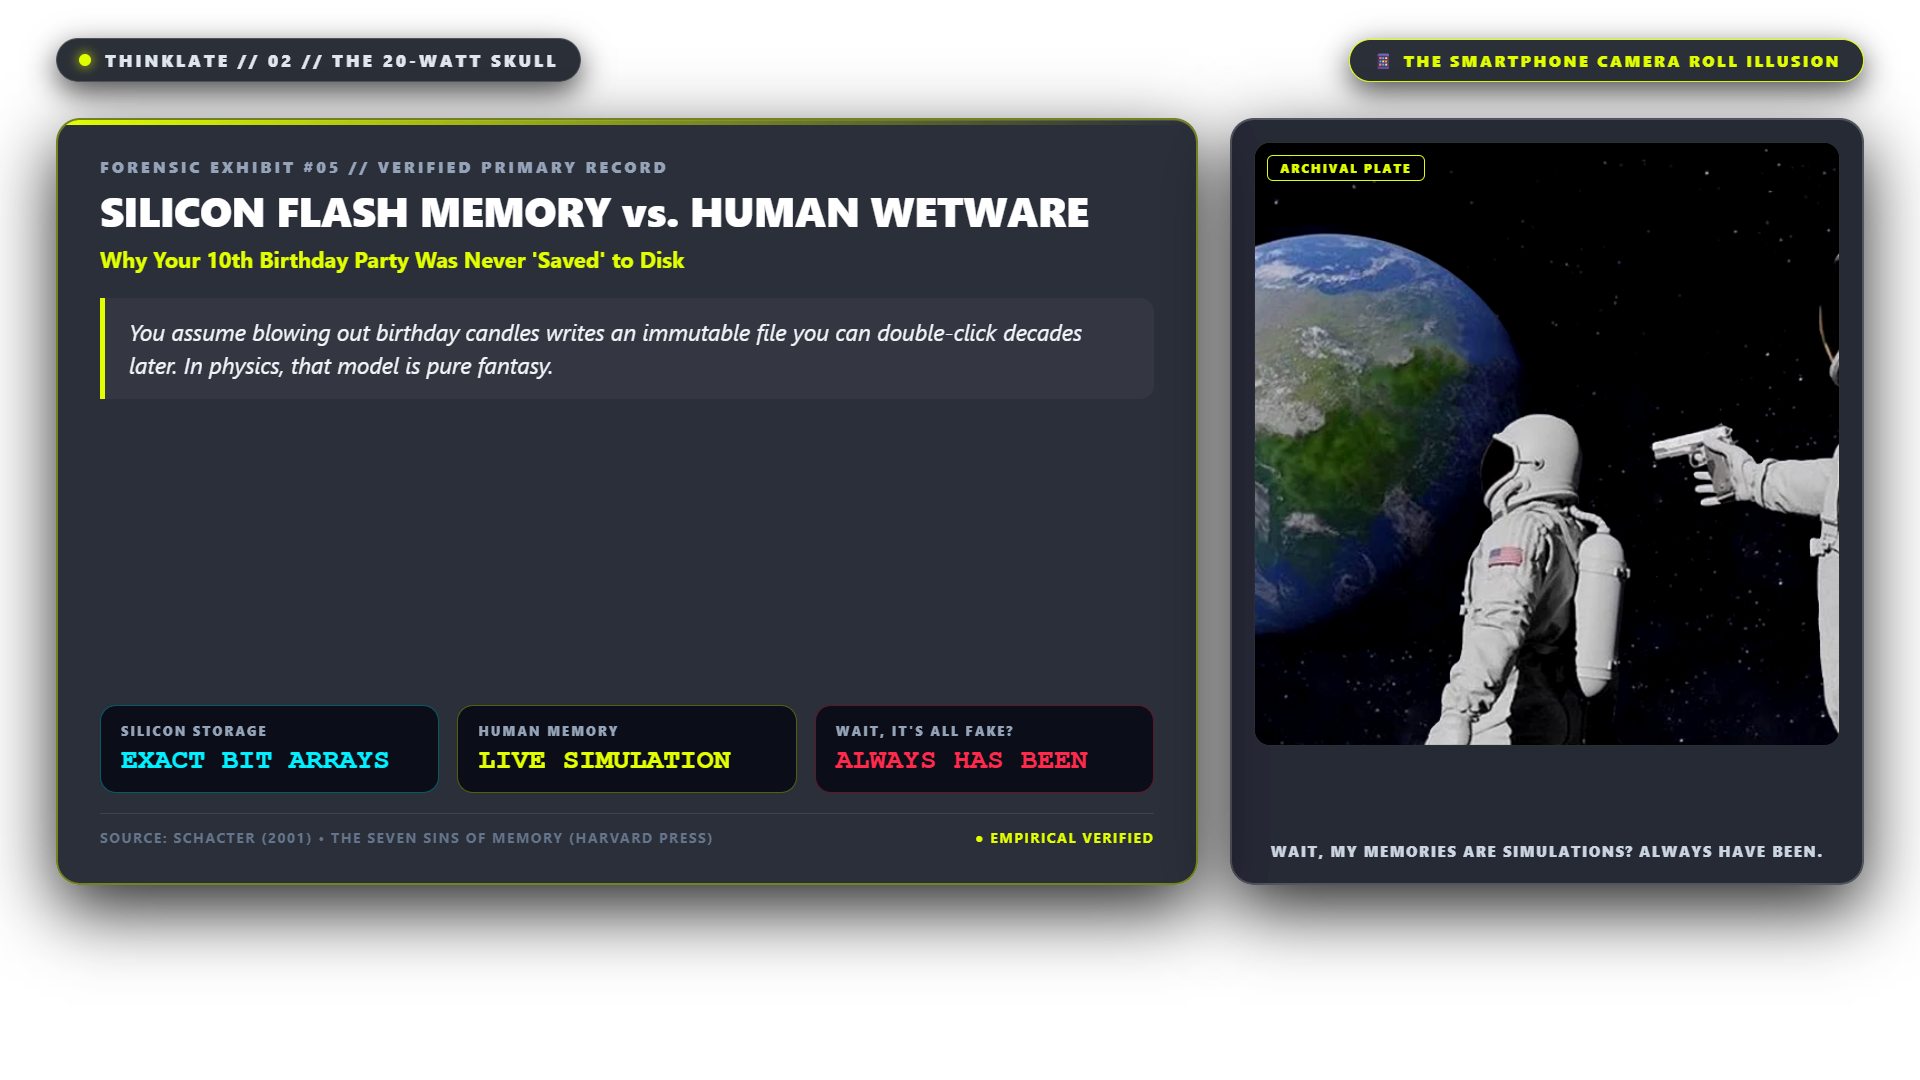 THINKLATE // 02 // THE 20-WATT SKULL
THE SMARTPHONE CAMERA ROLL ILLUSION
FORENSIC EXHIBIT #05 // VERIFIED PRIMARY RECORD
SILICON FLASH MEMORY vs. HUMAN WETWARE
Why Your 10th Birthday Party Was Never 'Saved' to Disk
You assume blowing out birthday candles writes an immutable file you can double-click decades
later. In physics, that model is pure fantasy.
SILICON STORAGE
EXACT BIT ARRAYS
HUMAN MEMORY
LIVE SIMULATION
WAIT, IT'S ALL FAKE?
ALWAYS HAS BEEN
SOURCE: SCHACTER (2001) • THE SEVEN SINS OF MEMORY (HARVARD PRESS)
● EMPIRICAL VERIFIED
ARCHIVAL PLATE
WAIT, MY MEMORIES ARE SIMULATIONS? ALWAYS HAVE BEEN.